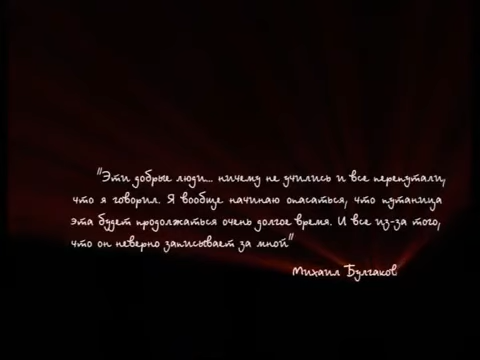 "Эти добрые люди... ничему не учились и все перепутали,
что я говорил. Я вообще начинаю опасаться, что путаница
эта будет продолжаться очень долгое время. И все из-за того,
что он неверно записывает за мной"
Михаил Булгаков